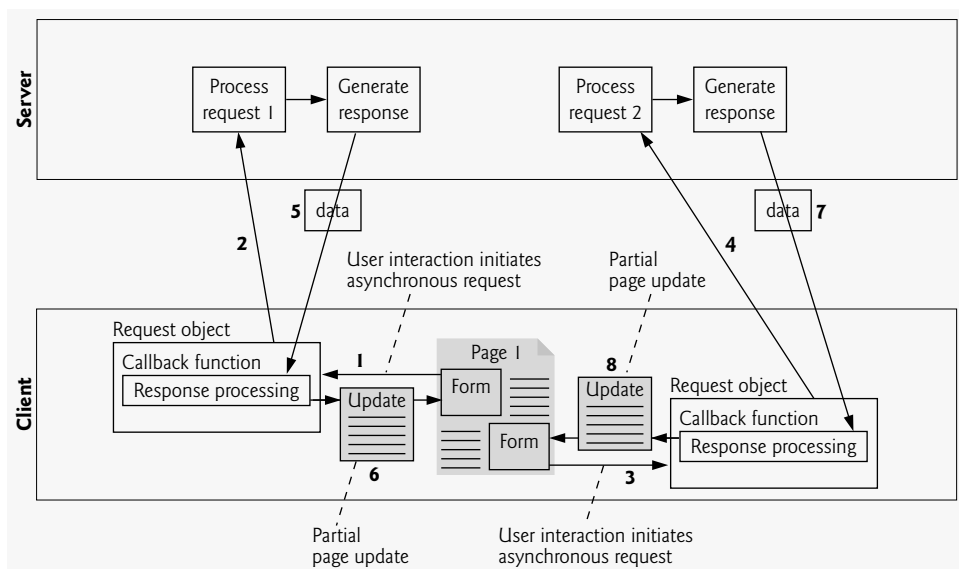 Server
Process
request 1
Generate
response
Process
request 2
Generate
response
5
data
data
7
2
4
User interaction initiates
asynchronous request
Partial
page update
Client
Request object
Callback function
Response processing
1
Update
6
Page 1
Form
Form
8
Update
3
Request object
Callback function
Response processing
Partial
page update
User interaction initiates
asynchronous request